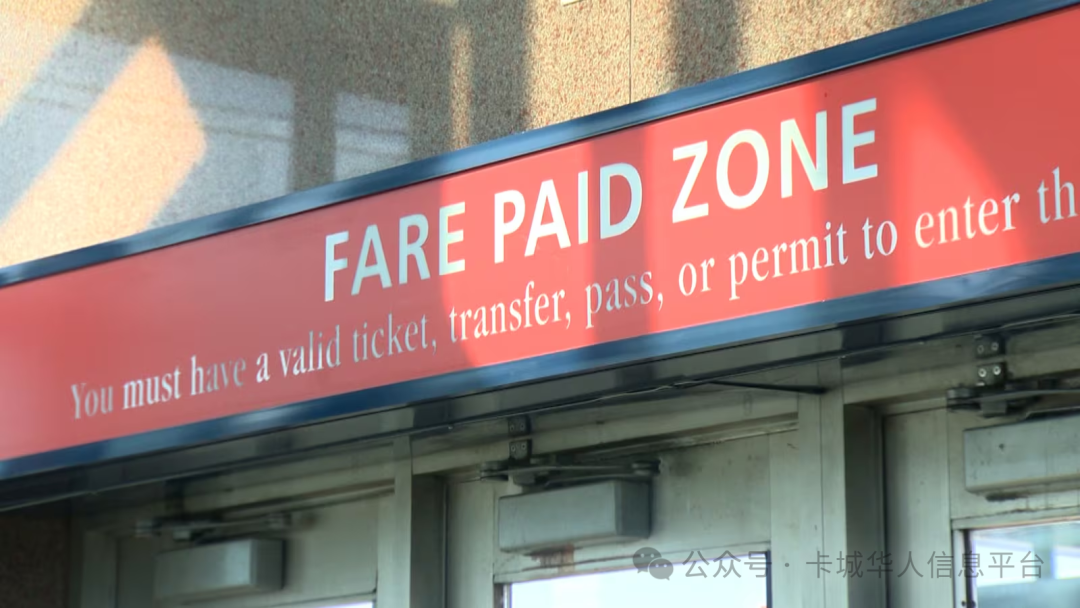 FARE PAID ZONE
You must have a valid ticket, transfer, pass, or permit to enter th
公众号 · 卡城华人信息平台